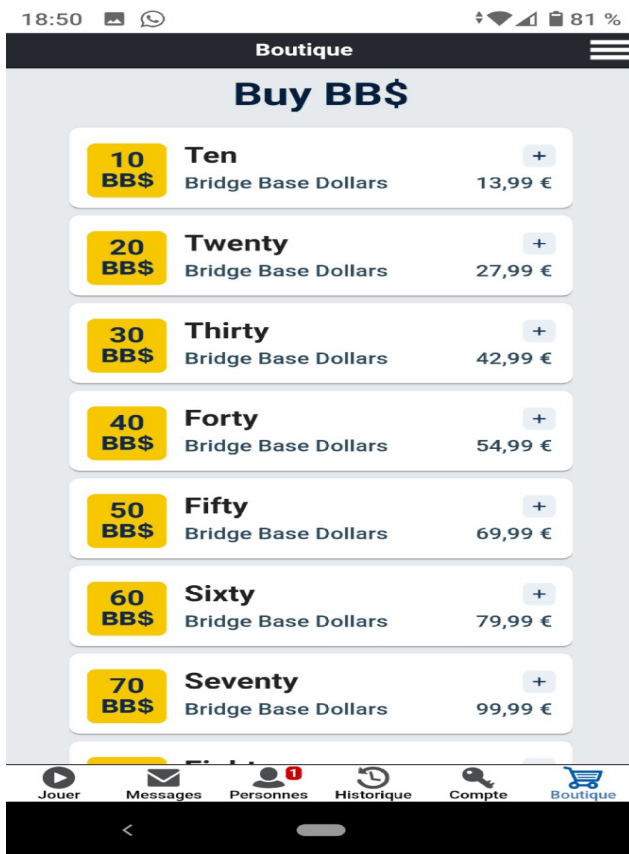 18:50
81 %
Boutique
Buy BB$
10
BB$
Ten
Bridge Base Dollars
+
13,99 €
20
BB$
Twenty
Bridge Base Dollars
+
27,99 €
30
BB$
Thirty
Bridge Base Dollars
+
42,99 €
40
BB$
Forty
Bridge Base Dollars
+
54,99 €
50
BB$
Fifty
Bridge Base Dollars
+
69,99 €
60
BB$
Sixty
Bridge Base Dollars
+
79,99 €
70
BB$
Seventy
Bridge Base Dollars
+
99,99 €
1
Jouer
Messages
Personnes
Historique
Compte
Boutique